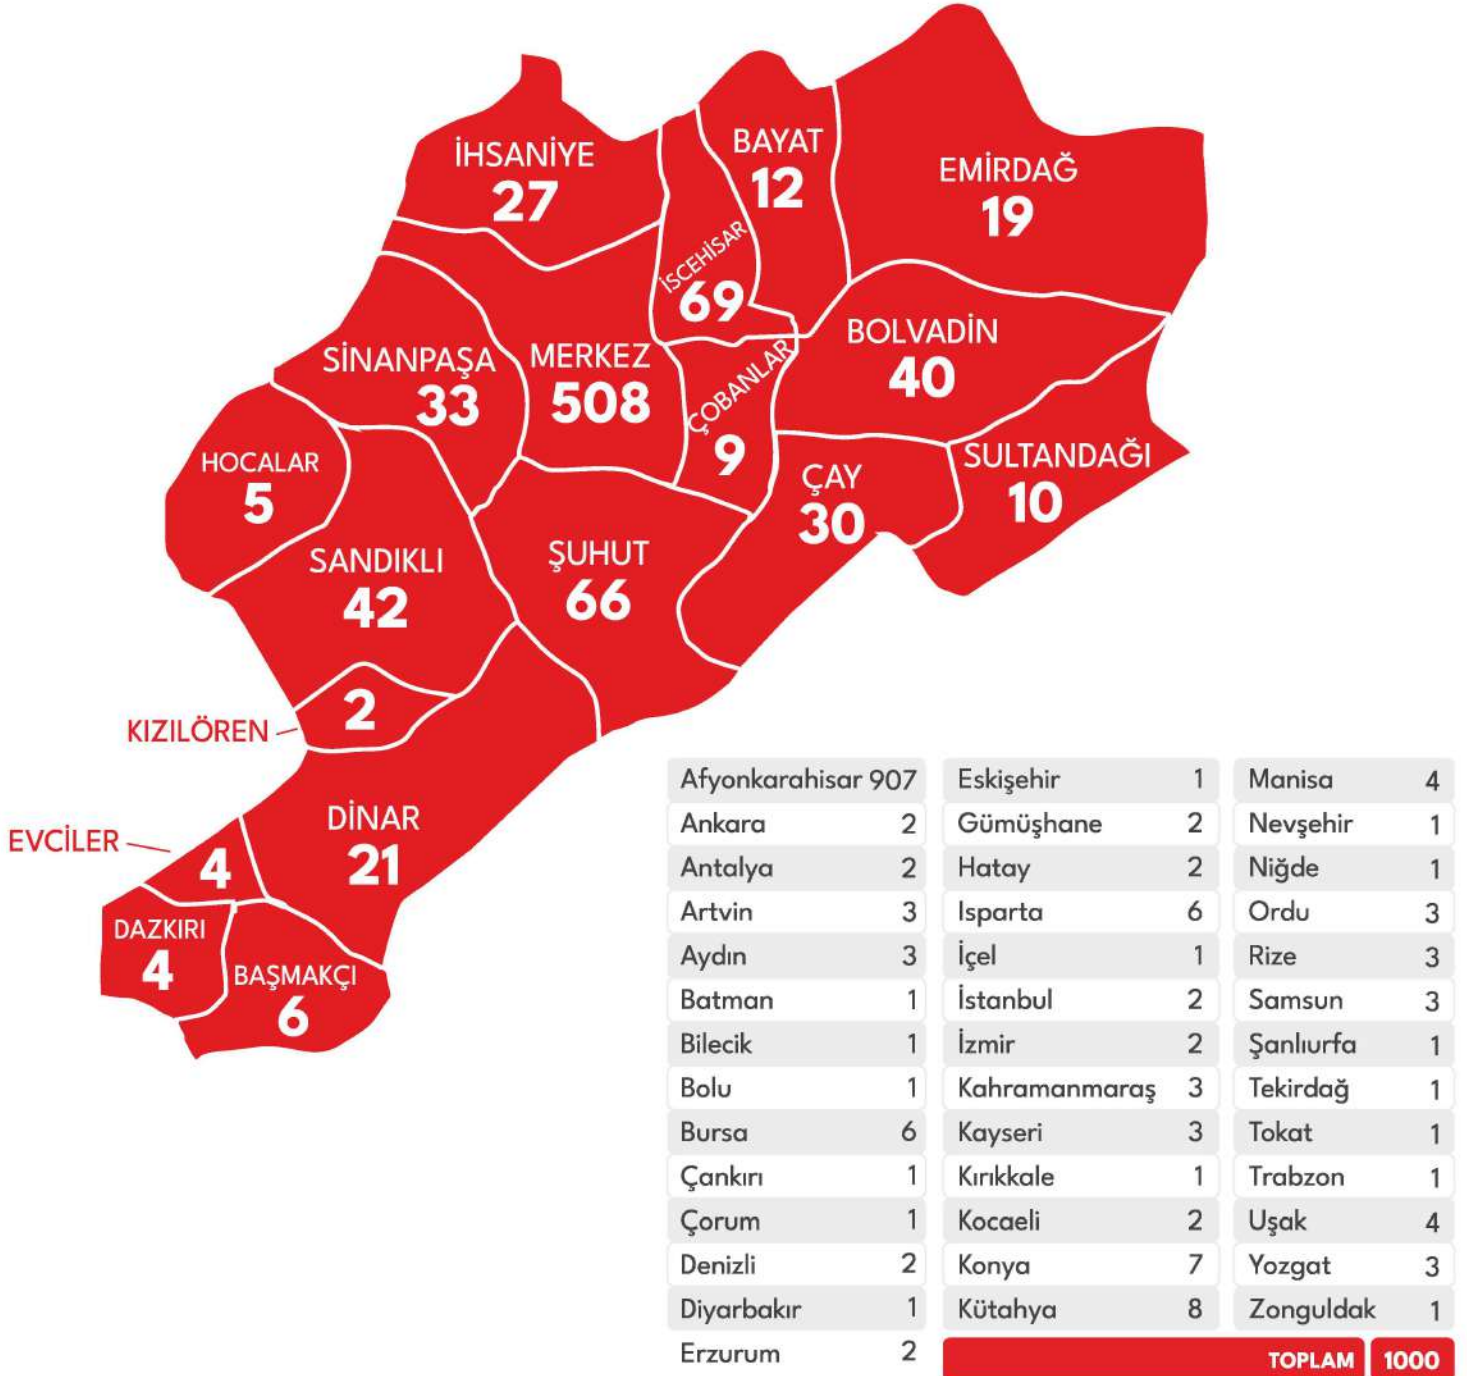 İHSANİYE
27
BAYAT
12
EMİRDAĞ
19
İSCEHİSAR
69
SİNANPAŞA
33
MERKEZ
508
ÇOBANLAR
9
BOLVADİN
40
HOCALAR
5
ÇAY
30
SULTANDAĞI
10
SANDIKLI
42
ŞUHUT
66
KIZILÖREN
2
DİNAR
21
EVCİLER
4
DAZKIRI
4
BAŞMAKÇI
6
Afyonkarahisar 907
Ankara 2
Antalya 2
Artvin 3
Aydın 3
Batman 1
Bilecik 1
Bolu 1
Bursa 6
Çankırı 1
Çorum 1
Denizli 2
Diyarbakır 1
Erzurum 2
Eskişehir 1
Gümüşhane 2
Hatay 2
Isparta 6
İçel 1
İstanbul 2
İzmir 2
Kahramanmaraş 3
Kayseri 3
Kırıkkale 1
Kocaeli 2
Konya 7
Kütahya 8
Manisa 4
Nevşehir 1
Niğde 1
Ordu 3
Rize 3
Samsun 3
Şanlıurfa 1
Tekirdağ 1
Tokat 1
Trabzon 1
Uşak 4
Yozgat 3
Zonguldak 1
TOPLAM 1000